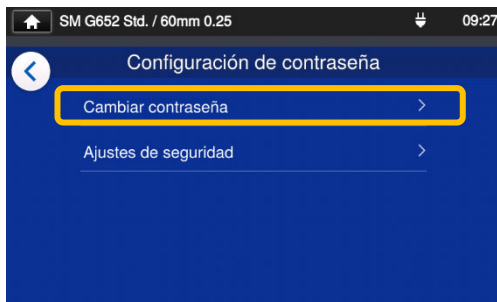 SM G652 Std. / 60mm 0.25 09:27
Configuración de contraseña
Cambiar contraseña
Ajustes de seguridad